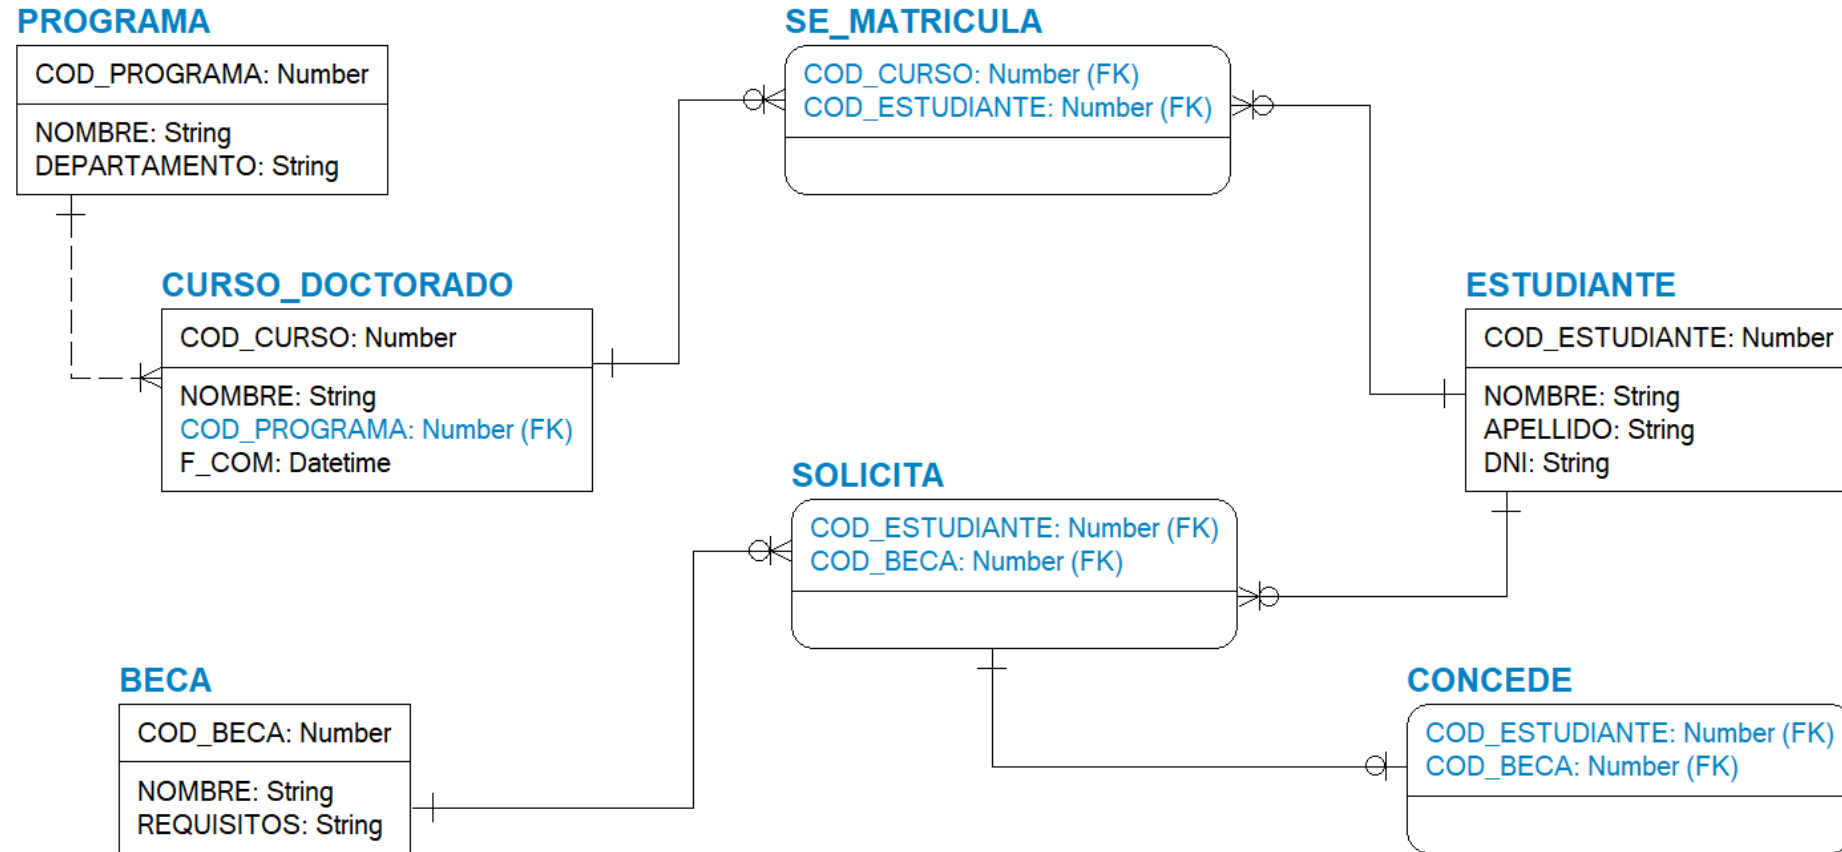 PROGRAMA
COD_PROGRAMA: Number
NOMBRE: String
DEPARTAMENTO: String
SE_MATRICULA
COD_CURSO: Number (FK)
COD_ESTUDIANTE: Number (FK)
CURSO_DOCTORADO
COD_CURSO: Number
NOMBRE: String
COD_PROGRAMA: Number (FK)
F_COM: Datetime
ESTUDIANTE
COD_ESTUDIANTE: Number
NOMBRE: String
APELLIDO: String
DNI: String
SOLICITA
COD_ESTUDIANTE: Number (FK)
COD_BECA: Number (FK)
BECA
COD_BECA: Number
NOMBRE: String
REQUISITOS: String
CONCEDE
COD_ESTUDIANTE: Number (FK)
COD_BECA: Number (FK)